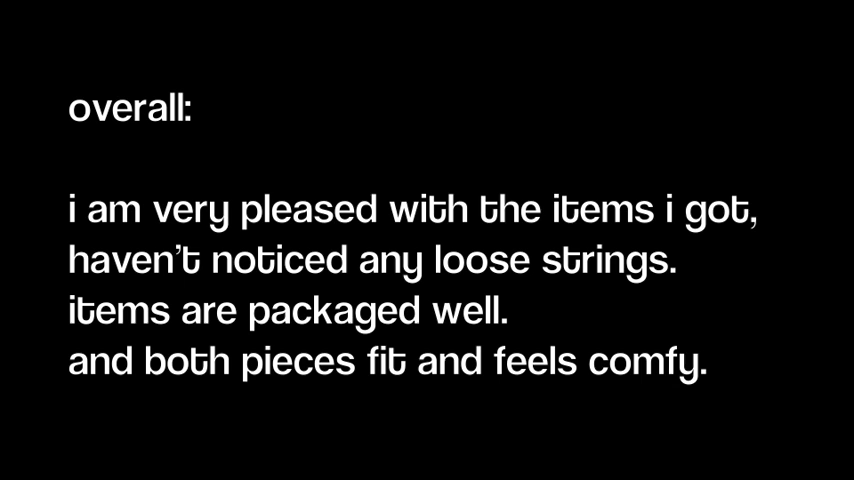 overall:
i am very pleased with the items i got,
haven't noticed any loose strings.
items are packaged well.
and both pieces fit and feels comfy.